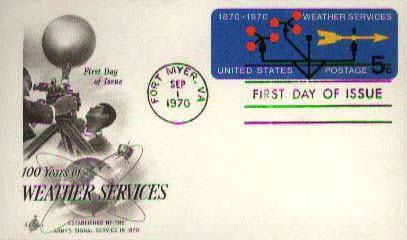 1870-1970 WEATHER SERVICES
UNITED STATES POSTAGE 5¢
First Day
of Issue
FORT MYER, VA
SEP
1
1970
FIRST DAY OF ISSUE
100 Years of
WEATHER SERVICES
ESTABLISHED BY THE
ARMY'S SIGNAL SERVICE IN 1870